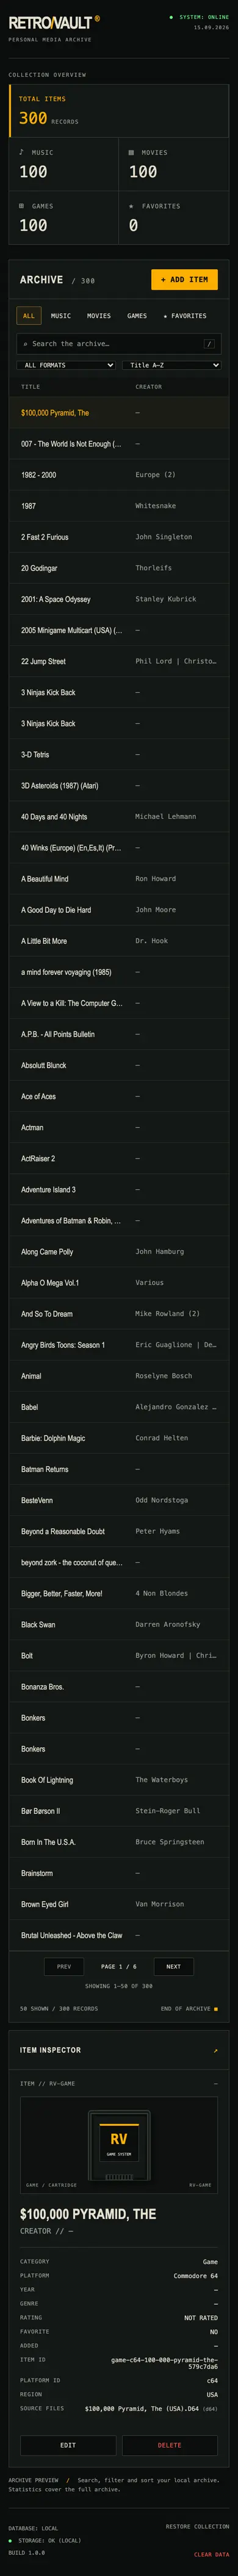 RETROVAULT®
SYSTEM: ONLINE
PERSONAL MEDIA ARCHIVE
15.09.2026
COLLECTION OVERVIEW
TOTAL ITEMS
300 RECORDS
MUSIC
MOVIES
100
100
GAMES
FAVORITES
100
0
ARCHIVE / 300
+ ADD ITEM
ALL MUSIC MOVIES GAMES ★ FAVORITES
Search the archive… /
ALL FORMATS Title A–Z
TITLE CREATOR
$100,000 Pyramid, The —
007 - The World Is Not Enough (… —
1982 - 2000 Europe (2)
1987 Whitesnake
2 Fast 2 Furious John Singleton
20 Godingar Thorleifs
2001: A Space Odyssey Stanley Kubrick
2005 Minigame Multicart (USA) (… —
22 Jump Street Phil Lord | Christo…
3 Ninjas Kick Back —
3 Ninjas Kick Back —
3-D Tetris —
3D Asteroids (1987) (Atari) —
40 Days and 40 Nights Michael Lehmann
40 Winks (Europe) (En,Es,It) (Pr… —
A Beautiful Mind Ron Howard
A Good Day to Die Hard John Moore
A Little Bit More Dr. Hook
a mind forever voyaging (1985) —
A View to a Kill: The Computer G… —
A.P.B. - All Points Bulletin —
Absolutt Blunck —
Ace of Aces —
Actman —
ActRaiser 2 —
Adventure Island 3 —
Adventures of Batman & Robin, … —
Along Came Polly John Hamburg
Alpha O Mega Vol.1 Various
And So To Dream Mike Rowland (2)
Angry Birds Toons: Season 1 Eric Guaglione | De…
Animal Roselyne Bosch
Babel Alejandro Gonzalez …
Barbie: Dolphin Magic Conrad Helten
Batman Returns —
BesteVenn Odd Nordstoga
Beyond a Reasonable Doubt Peter Hyams
beyond zork - the coconut of que… —
Bigger, Better, Faster, More! 4 Non Blondes
Black Swan Darren Aronofsky
Bolt Byron Howard | Chri…
Bonanza Bros. —
Bonkers —
Bonkers —
Book Of Lightning The Waterboys
Bør Børson II Stein-Roger Bull
Born In The U.S.A. Bruce Springsteen
Brainstorm —
Brown Eyed Girl Van Morrison
Brutal Unleashed - Above the Claw —
PREV PAGE 1 / 6 NEXT
SHOWING 1–50 OF 300
50 SHOWN / 300 RECORDS END OF ARCHIVE
ITEM INSPECTOR ↗
ITEM // RV-GAME —
RV
GAME SYSTEM
GAME / CARTRIDGE RV-GAME
$100,000 PYRAMID, THE
CREATOR // —
CATEGORY Game
PLATFORM Commodore 64
YEAR —
GENRE —
RATING NOT RATED
FAVORITE NO
ADDED —
ITEM ID game-c64-100-000-pyramid-the-
579c7da6
PLATFORM ID c64
REGION USA
SOURCE FILES $100,000 Pyramid, The (USA).D64 (d64)
EDIT DELETE
ARCHIVE PREVIEW / Search, filter and sort your local archive.
Statistics cover the full archive.
DATABASE: LOCAL RESTORE COLLECTION
STORAGE: OK (LOCAL)
BUILD 1.0.0 CLEAR DATA